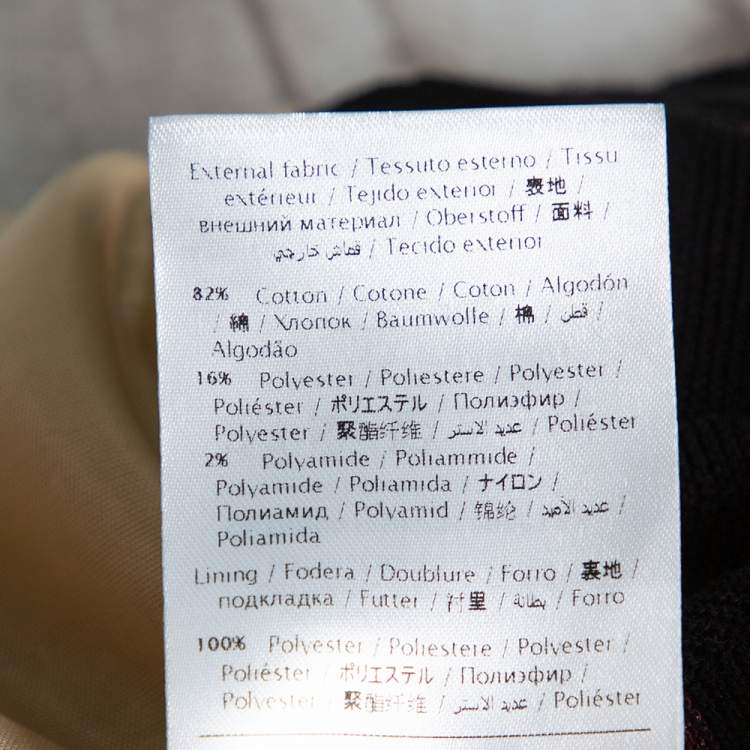 External fabric / Tessuto esterno / Tissu
extérieur / Tejido exterior / 表地 /
внешний материал / Oberstoff / 面料 /
قماش خارجي / Tecido exterior
82% Cotton / Cotone / Coton / Algodón
/ 綿 / Хлопок / Baumwolle / 棉 / قطن /
Algodão
16% Polyester / Poliestere / Polyester /
Poliéster / ポリエステル / Полиэфир /
Polyester / 聚酯纤维 / عديد الاستر / Poliéster
2% Polyamide / Poliammide /
Polyamide / Poliamida / ナイロン /
Полиамид / Polyamid / 锦纶 / عديد الأميد /
Poliamida
Lining / Fodera / Doublure / Forro / 裏地 /
подкладка / Futter / 衬里 / بطانة / Forro
100% Polyester / Poliestere / Polyester /
Poliéster / ポリエステル / Полиэфир /
Polyester / 聚酯纤维 / عديد الاستر / Poliéster